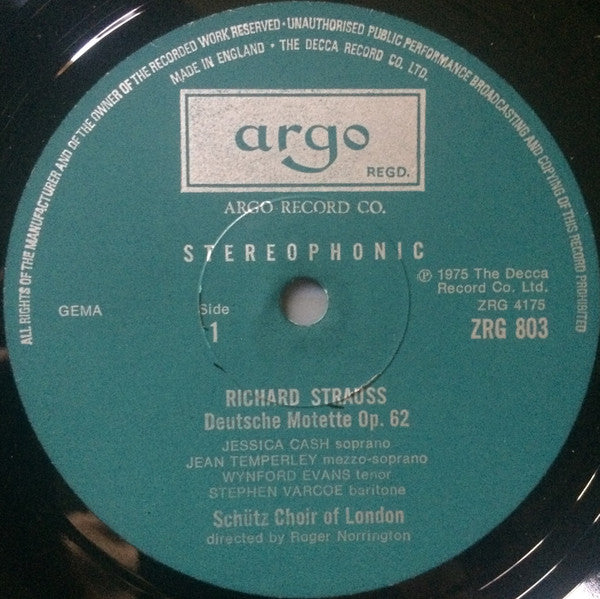 ALL RIGHTS OF THE MANUFACTURER AND OF THE OWNER OF THE RECORDED WORK RESERVED · UNAUTHORISED PUBLIC PERFORMANCE BROADCASTING AND COPYING OF THIS RECORD PROHIBITED
MADE IN ENGLAND · THE DECCA RECORD CO. LTD.
argo
REGD.
ARGO RECORD CO.
STEREOPHONIC
℗ 1975 The Decca
Record Co. Ltd.
GEMA
Side
1
ZRG 4175
ZRG 803
RICHARD STRAUSS
Deutsche Motette Op. 62
JESSICA CASH soprano
JEAN TEMPERLEY mezzo-soprano
WYNFORD EVANS tenor
STEPHEN VARCOE baritone
Schütz Choir of London
directed by Roger Norrington